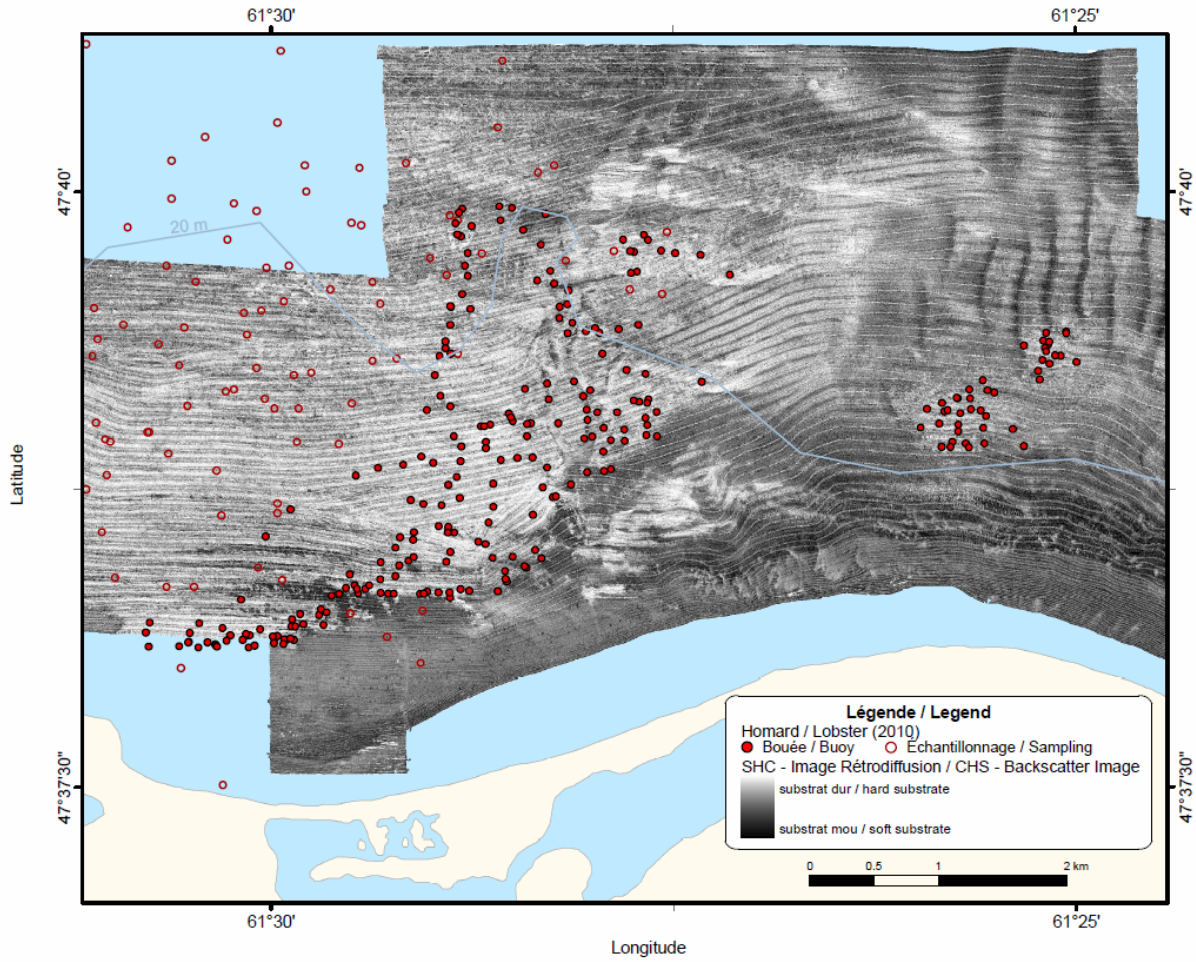 61°30' 61°25'
47°40' 47°40'
20 m
Latitude
Légende / Legend
Homard / Lobster (2010)
Bouée / Buoy Echantillonnage / Sampling
SHC - Image Rétrodiffusion / CHS - Backscatter Image
substrat dur / hard substrate
substrat mou / soft substrate
47°37'30" 47°37'30"
0 0.5 1 2 km
61°30' 61°25'
Longitude